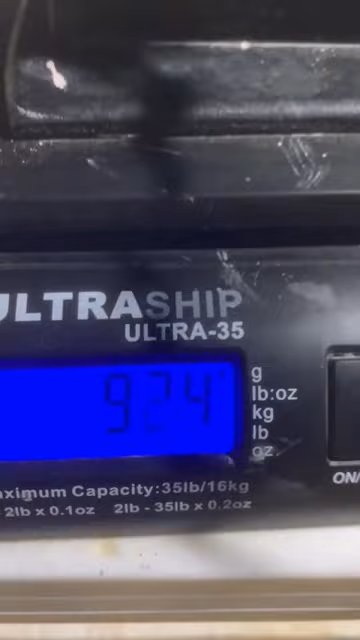 ULTRASHIP
ULTRA-35
924
g
lb:oz
kg
lb
oz
aximum Capacity:35lb/16kg
2lb x 0.1oz 2lb - 35lb x 0.2oz
ON/